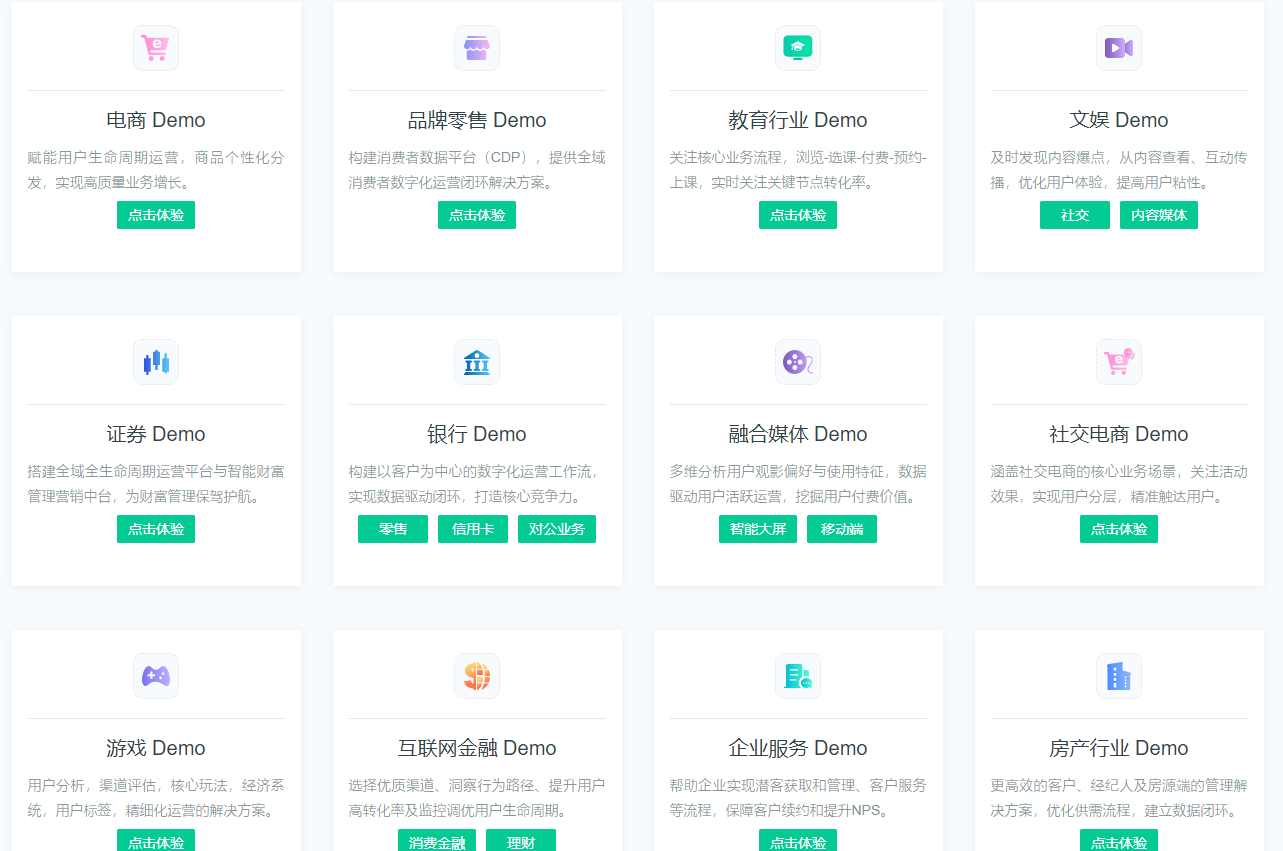 电商 Demo
赋能用户生命周期运营，商品个性化分
发，实现高质量业务增长。
点击体验
品牌零售 Demo
构建消费者数据平台（CDP），提供全域
消费者数字化运营闭环解决方案。
点击体验
教育行业 Demo
关注核心业务流程，浏览-选课-付费-预约-
上课，实时关注关键节点转化率。
点击体验
文娱 Demo
及时发现内容爆点，从内容查看、互动传
播，优化用户体验，提高用户粘性。
社交 内容媒体
证券 Demo
搭建全域全生命周期运营平台与智能财富
管理营销中台，为财富管理保驾护航。
点击体验
银行 Demo
构建以客户为中心的数字化运营工作流，
实现数据驱动闭环，打造核心竞争力。
零售 信用卡 对公业务
融合媒体 Demo
多维分析用户观影偏好与使用特征，数据
驱动用户活跃运营，挖掘用户付费价值。
智能大屏 移动端
社交电商 Demo
涵盖社交电商的核心业务场景，关注活动
效果，实现用户分层，精准触达用户。
点击体验
游戏 Demo
用户分析，渠道评估，核心玩法，经济系
统，用户标签，精细化运营的解决方案。
点击体验
互联网金融 Demo
选择优质渠道、洞察行为路径、提升用户
高转化率及监控调优用户生命周期。
消费金融 理财
企业服务 Demo
帮助企业实现潜客获取和管理、客户服务
等流程，保障客户续约和提升NPS。
点击体验
房产行业 Demo
更高效的客户、经纪人及房源端的管理解
决方案，优化供需流程，建立数据闭环。
点击体验